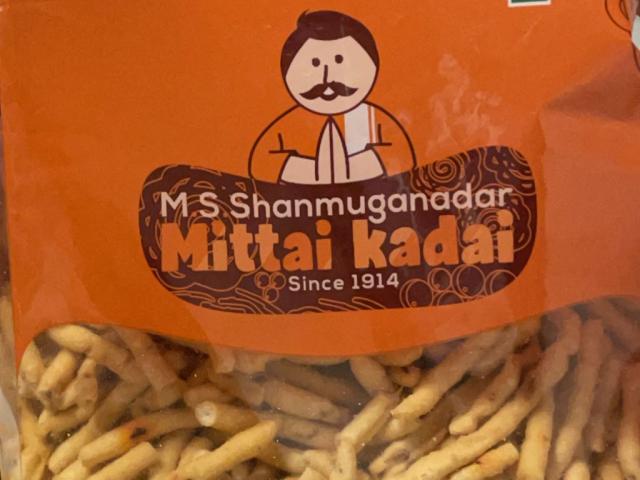 M S Shanmuganadar
Mittai kadai
Since 1914